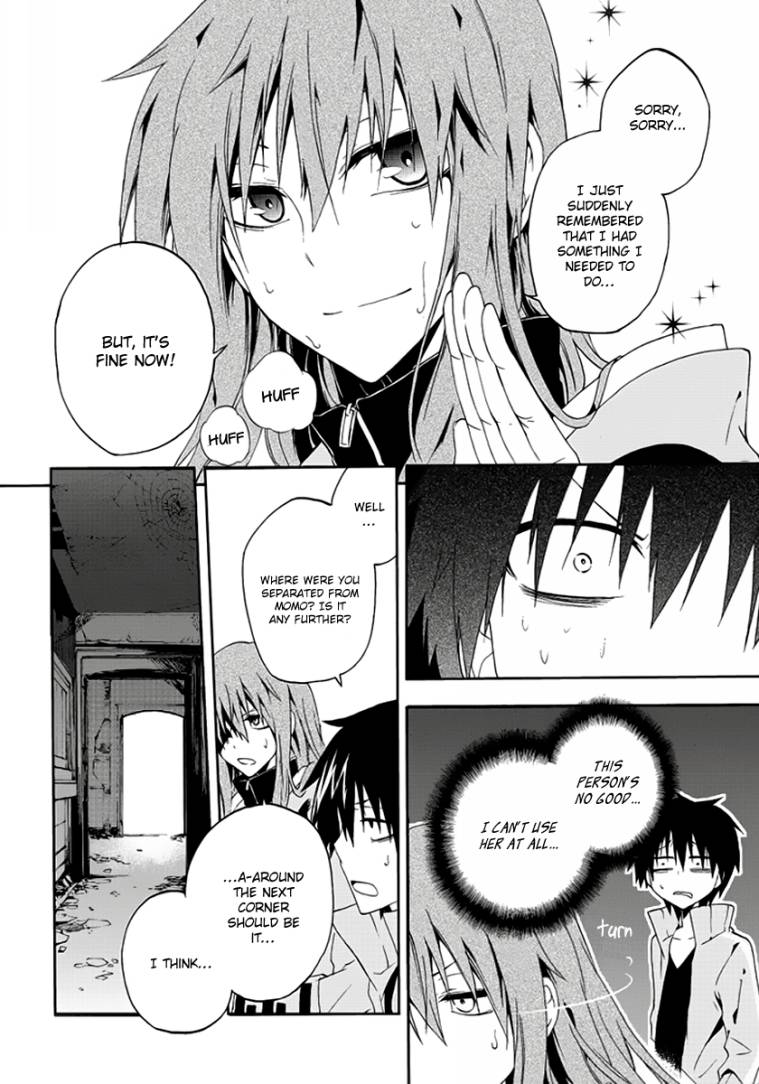 SORRY,
SORRY...
I JUST
SUDDENLY
REMEMBERED
THAT I HAD
SOMETHING I
NEEDED TO
DO...
BUT, IT'S
FINE NOW!
HUFF
HUFF
THIS
PERSON'S
NO GOOD...
I CAN'T USE
HER AT ALL...
turn
WELL
...
WHERE WERE YOU
SEPARATED FROM
MOMO? IS IT
ANY FURTHER?
...A-AROUND
THE NEXT
CORNER
SHOULD BE
IT...
I THINK...